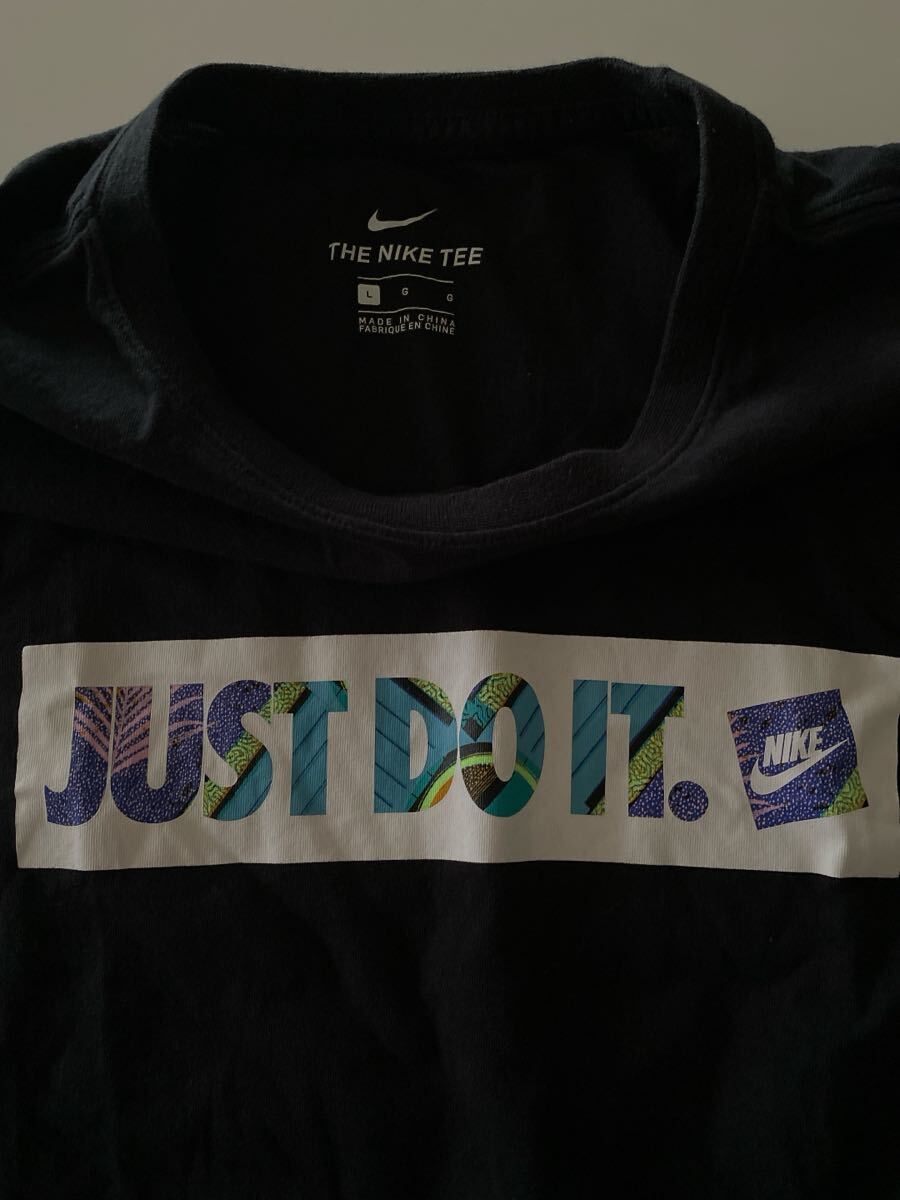 THE NIKE TEE
L G G
MADE IN CHINA
FABRIQUE EN CHINE
JUST DO IT.
NIKE